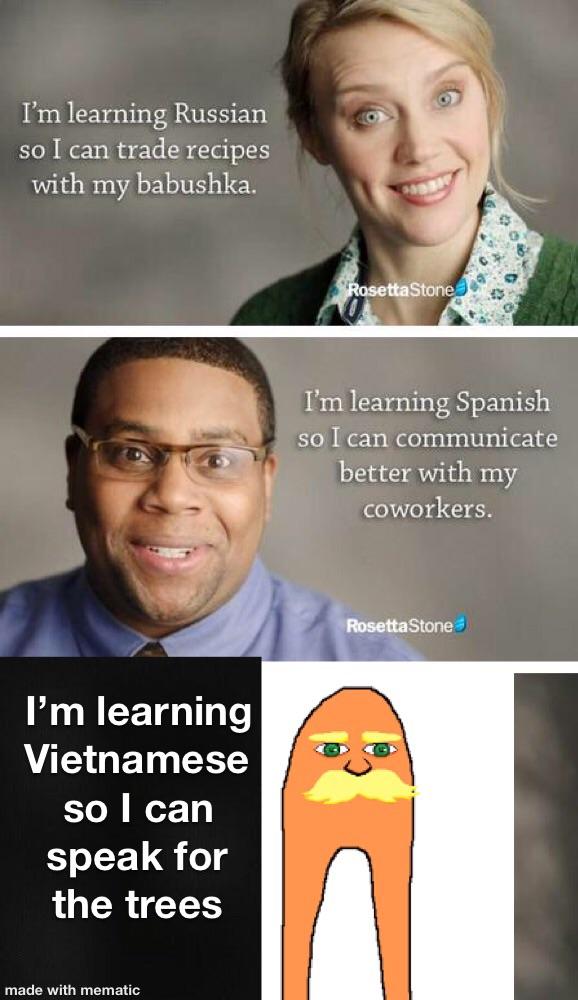 I'm learning Russian
so I can trade recipes
with my babushka.
RosettaStone
I'm learning Spanish
so I can communicate
better with my
coworkers.
RosettaStone
I'm learning
Vietnamese
so I can
speak for
the trees
made with mematic